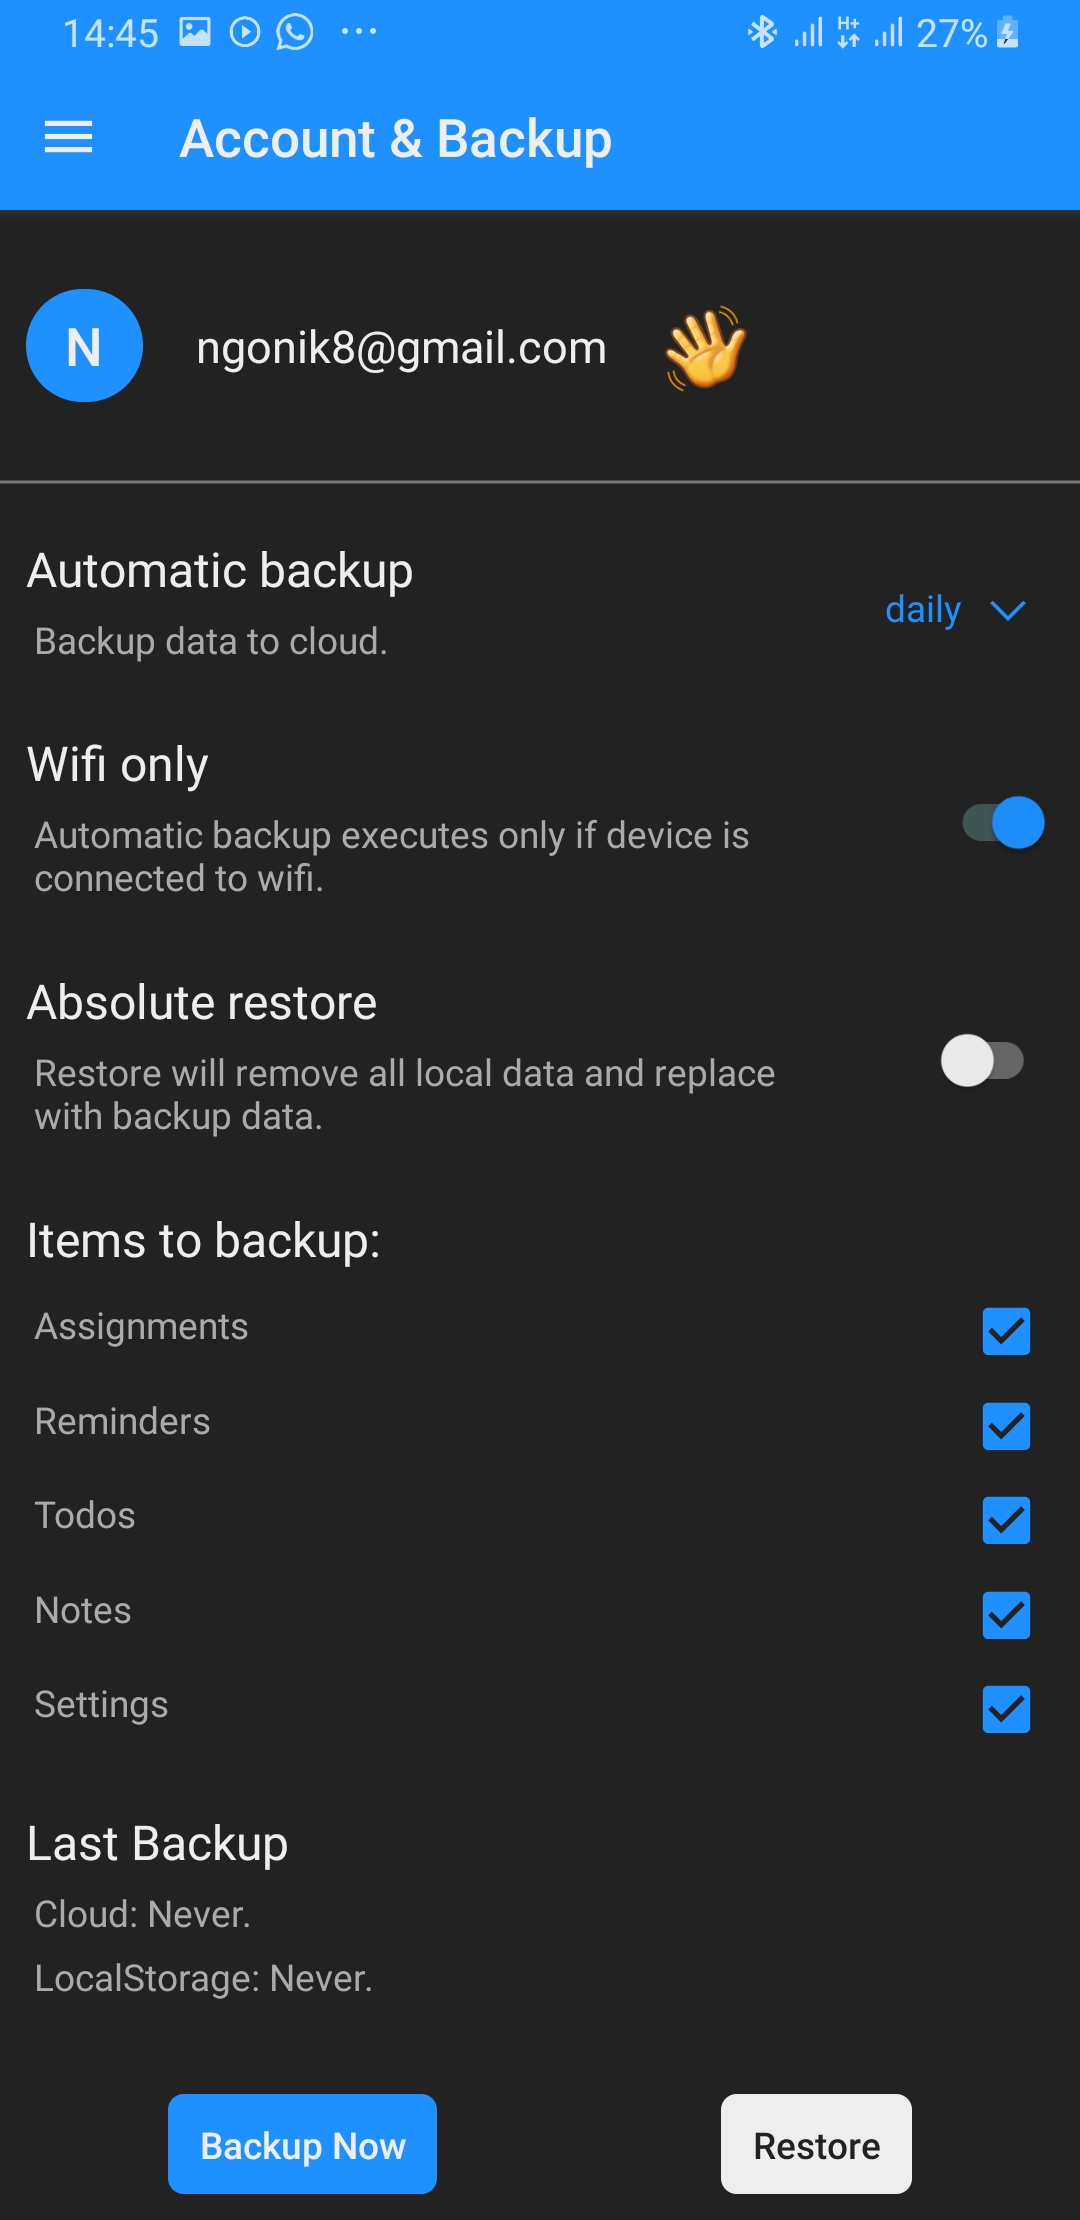 14:45
H+
27%
Account & Backup
N
ngonik8@gmail.com
Automatic backup
Backup data to cloud.
daily
Wifi only
Automatic backup executes only if device is
connected to wifi.
Absolute restore
Restore will remove all local data and replace
with backup data.
Items to backup:
Assignments
Reminders
Todos
Notes
Settings
Last Backup
Cloud: Never.
LocalStorage: Never.
Backup Now
Restore